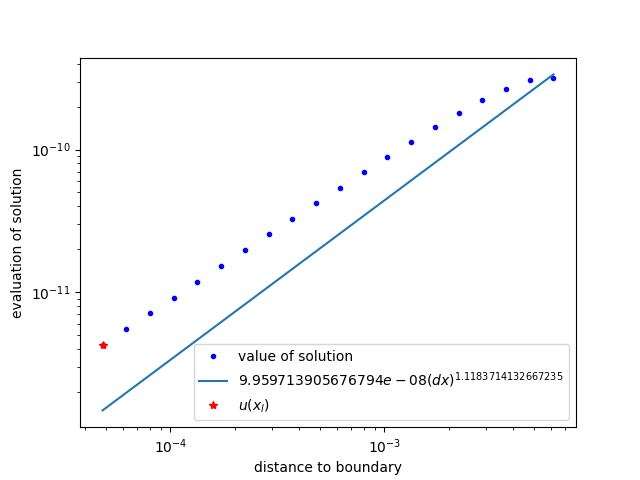 10⁻¹⁰
10⁻¹¹
evaluation of solution
value of solution
9.959713905676794e − 08(dx)^1.1183714132667235
u(x_l)
10⁻⁴
10⁻³
distance to boundary